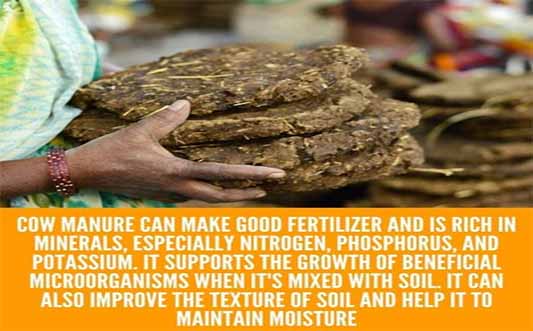 COW MANURE CAN MAKE GOOD FERTILIZER AND IS RICH IN
MINERALS, ESPECIALLY NITROGEN, PHOSPHORUS, AND
POTASSIUM. IT SUPPORTS THE GROWTH OF BENEFICIAL
MICROORGANISMS WHEN IT'S MIXED WITH SOIL. IT CAN
ALSO IMPROVE THE TEXTURE OF SOIL AND HELP IT TO
MAINTAIN MOISTURE